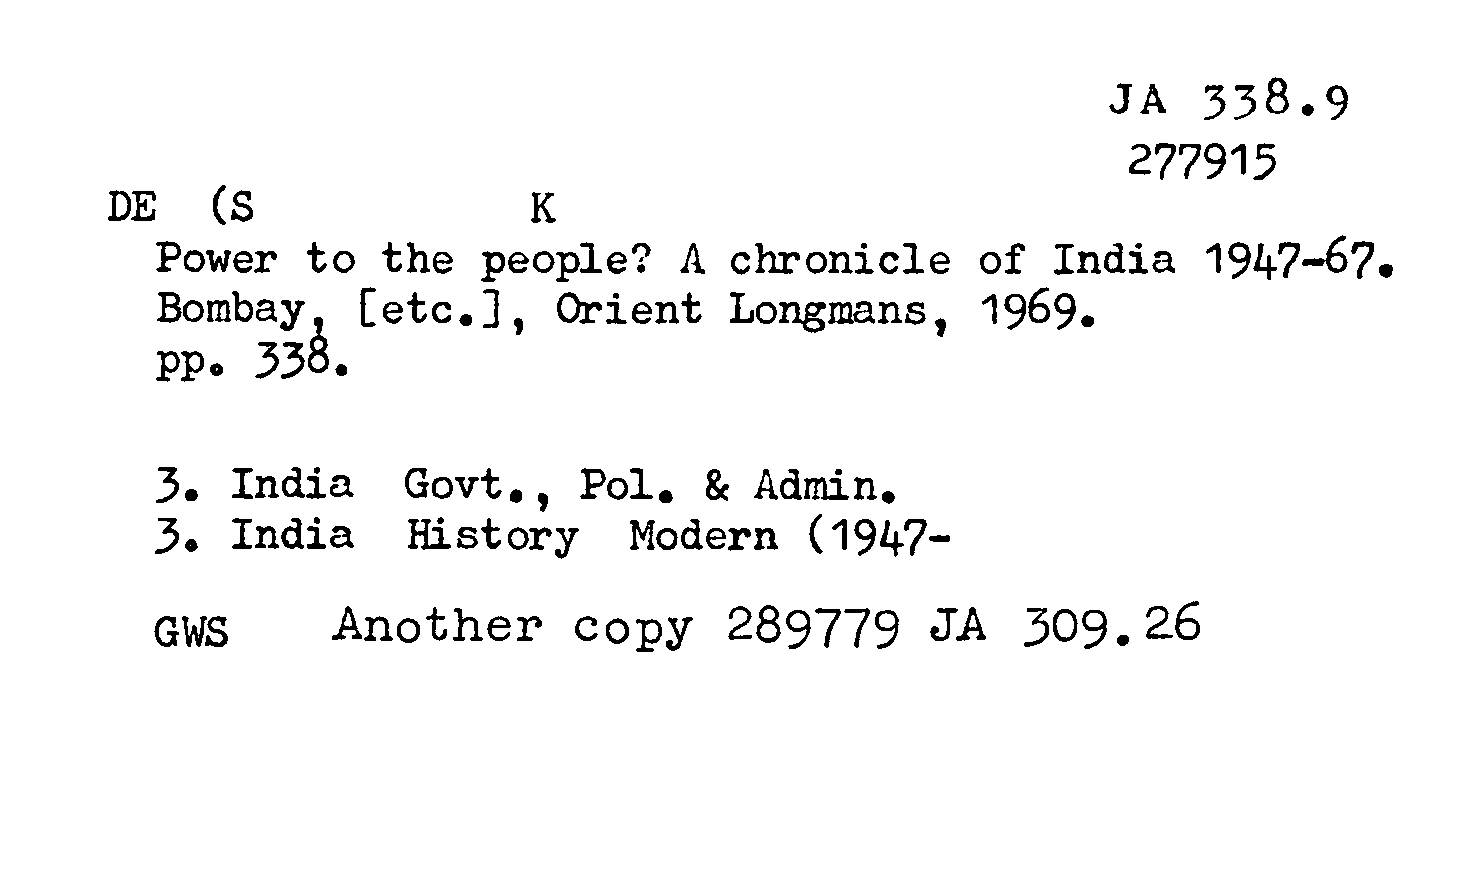 JA 338.9
277915
DE (S K
Power to the people? A chronicle of India 1947-67.
Bombay, [etc.], Orient Longmans, 1969.
pp. 338.
3. India Govt., Pol. & Admin.
3. India History Modern (1947-
GWS Another copy 289779 JA 309.26